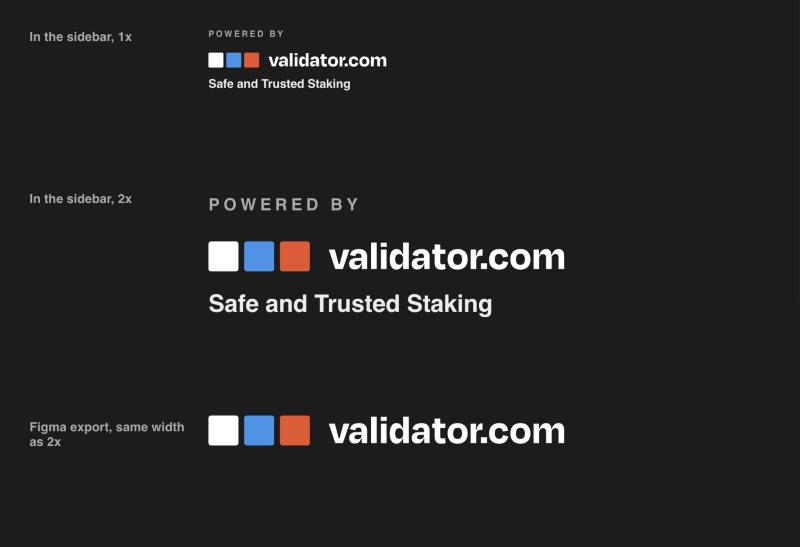 In the sidebar, 1x
POWERED BY
validator.com
Safe and Trusted Staking
In the sidebar, 2x
POWERED BY
validator.com
Safe and Trusted Staking
Figma export, same width
as 2x
validator.com